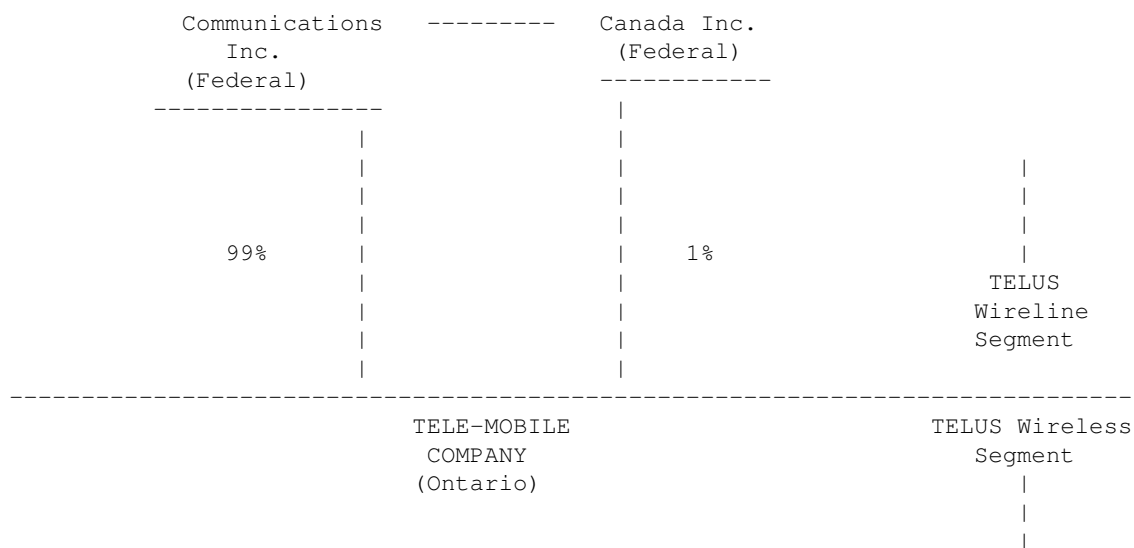 Communications --------- Canada Inc.
Inc. (Federal)
(Federal) ------------
---------------- |
| |
| | |
| | |
| | |
99% | | 1% |
| | TELUS
| | Wireline
| | Segment
| |
------------------------------------------------------------------------------
TELE-MOBILE TELUS Wireless
COMPANY Segment
(Ontario) |
|
|